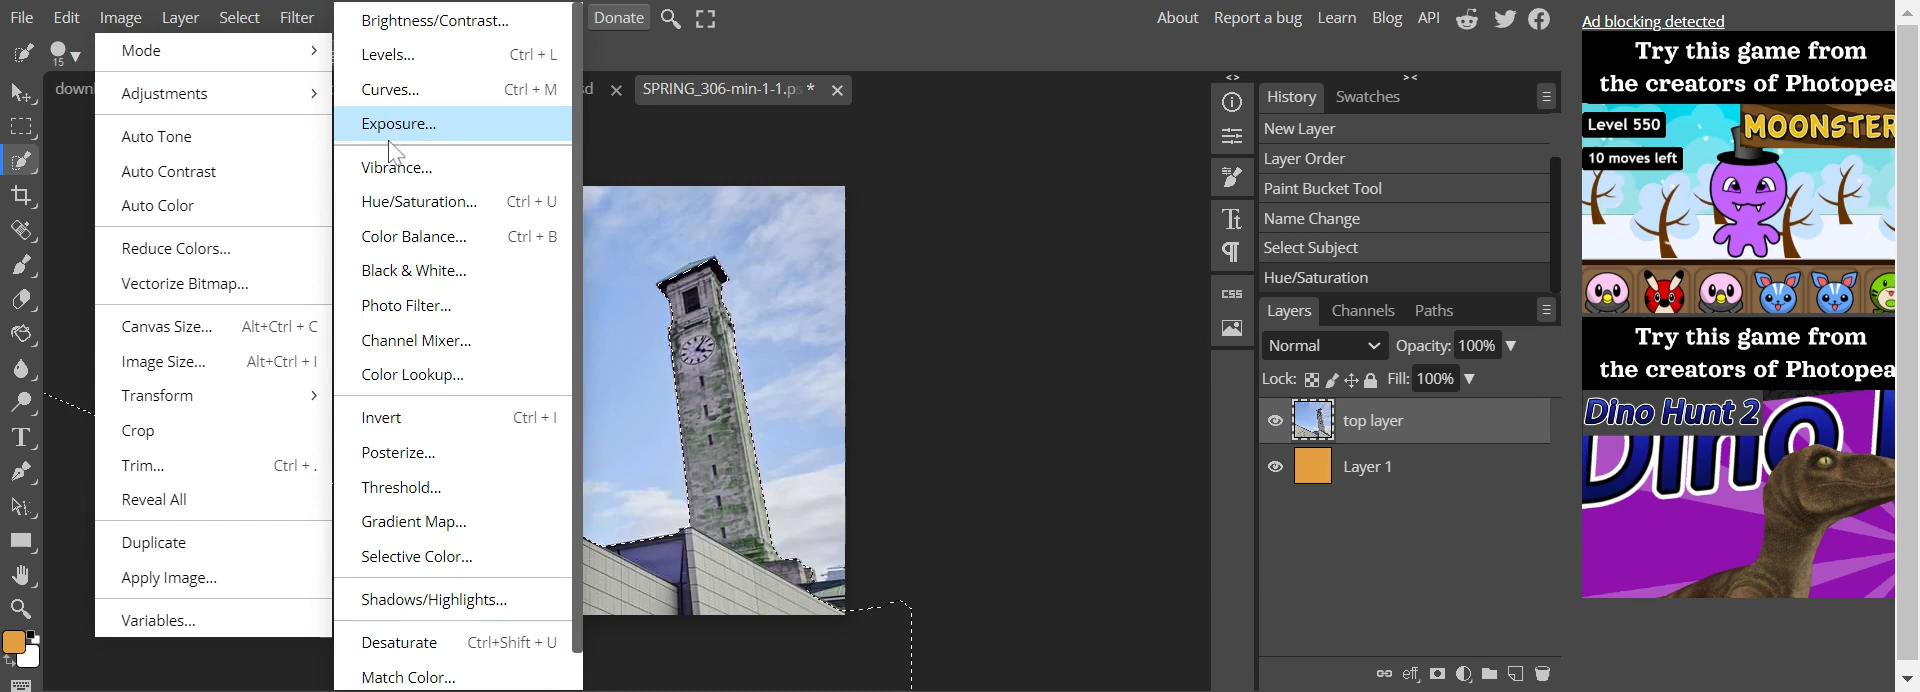 File Edit Image Layer Select Filter Donate About Report a bug Learn Blog API
15
SPRING_306-min-1-1.ps *
Mode
Adjustments
Auto Tone
Auto Contrast
Auto Color
Reduce Colors...
Vectorize Bitmap...
Canvas Size... Alt+Ctrl + C
Image Size... Alt+Ctrl + I
Transform
Crop
Trim... Ctrl + .
Reveal All
Duplicate
Apply Image...
Variables...
Brightness/Contrast...
Levels... Ctrl + L
Curves... Ctrl + M
Exposure...
Vibrance...
Hue/Saturation... Ctrl + U
Color Balance... Ctrl + B
Black & White...
Photo Filter...
Channel Mixer...
Color Lookup...
Invert Ctrl + I
Posterize...
Threshold...
Gradient Map...
Selective Color...
Shadows/Highlights...
Desaturate Ctrl+Shift + U
Match Color...
History Swatches
New Layer
Layer Order
Paint Bucket Tool
Name Change
Select Subject
Hue/Saturation
Layers Channels Paths
Normal Opacity: 100%
Lock: Fill: 100%
top layer
Layer 1
CSS
eff
Ad blocking detected
Try this game from
the creators of Photopea
Level 550
MOONSTER
10 moves left
Try this game from
the creators of Photopea
Dino Hunt 2